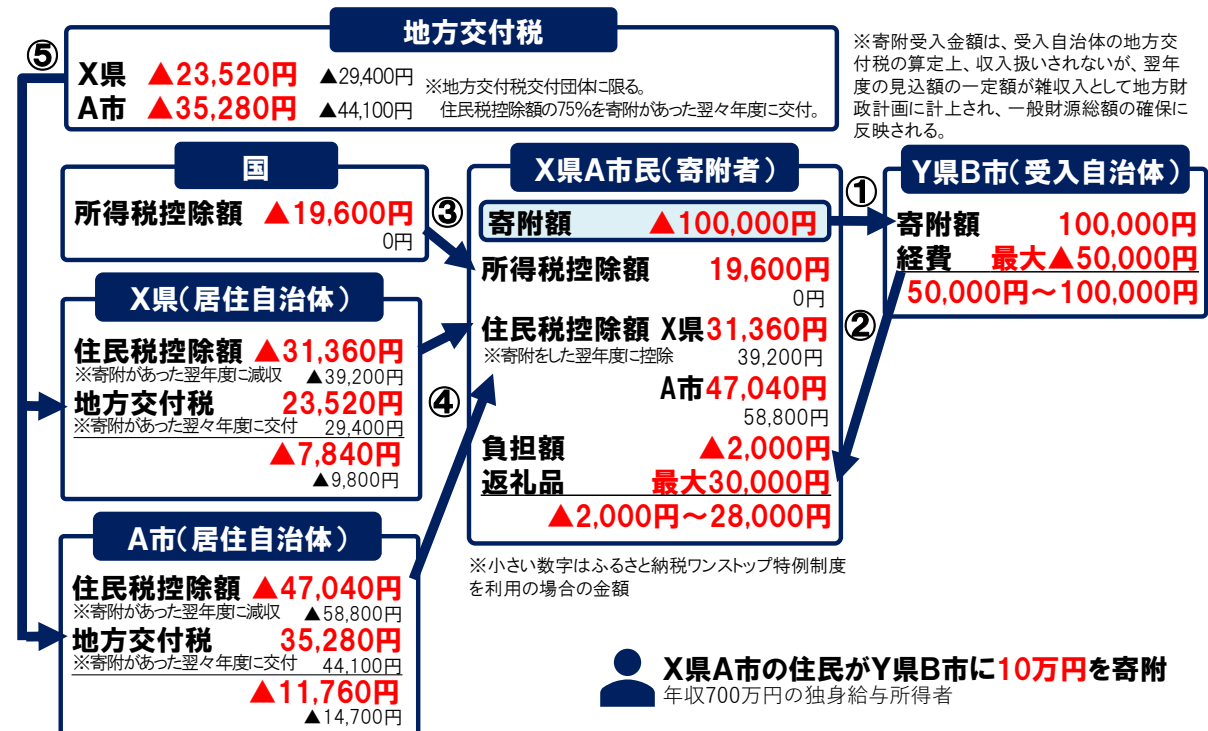 地方交付税
⑤
X県 ▲23,520円 ▲29,400円
A市 ▲35,280円 ▲44,100円
※地方交付税交付団体に限る。
住民税控除額の75%を寄附があった翌々年度に交付。
※寄附受入金額は、受入自治体の地方交
付税の算定上、収入扱いされないが、翌年
度の見込額の一定額が雑収入として地方財
政計画に計上され、一般財源総額の確保に
反映される。
国
所得税控除額 ▲19,600円
0円
③
X県(居住自治体)
住民税控除額 ▲31,360円
※寄附があった翌年度に減収 ▲39,200円
地方交付税 23,520円
※寄附があった翌々年度に交付 29,400円
▲7,840円
▲9,800円
④
A市(居住自治体)
住民税控除額 ▲47,040円
※寄附があった翌年度に減収 ▲58,800円
地方交付税 35,280円
※寄附があった翌々年度に交付 44,100円
▲11,760円
▲14,700円
X県A市民(寄附者)
寄附額 ▲100,000円
所得税控除額 19,600円
0円
住民税控除額 X県31,360円
※寄附をした翌年度に控除 39,200円
A市47,040円
58,800円
負担額 ▲2,000円
返礼品 最大30,000円
▲2,000円～28,000円
※小さい数字はふるさと納税ワンストップ特例制度
を利用の場合の金額
①
②
Y県B市(受入自治体)
寄附額 100,000円
経費 最大▲50,000円
50,000円～100,000円
X県A市の住民がY県B市に10万円を寄附
年収700万円の独身給与所得者